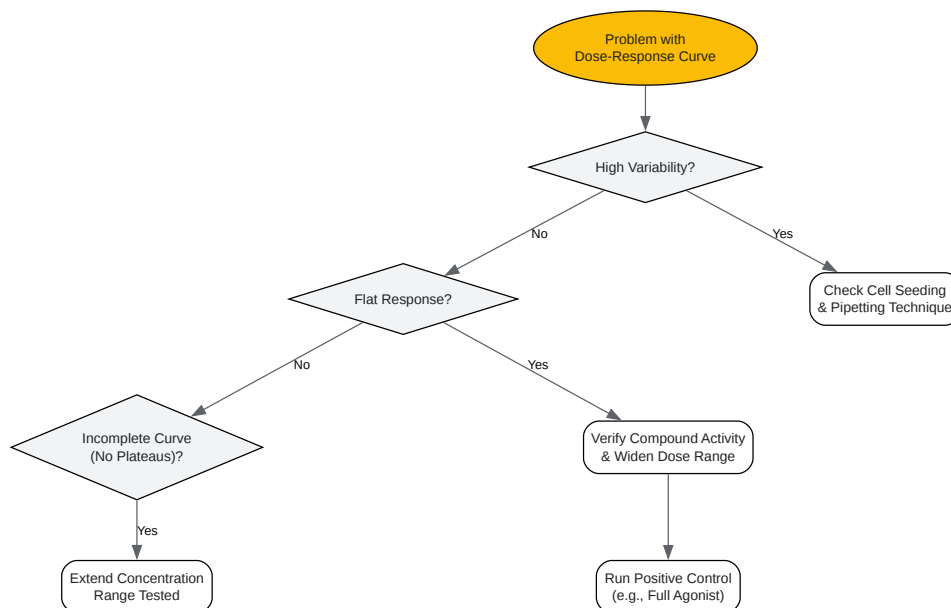 Problem with
Dose-Response Curve
High Variability?
No
Yes
Check Cell Seeding
& Pipetting Technique
Flat Response?
No
Yes
Incomplete Curve
(No Plateaus)?
Verify Compound Activity
& Widen Dose Range
Yes
Extend Concentration
Range Tested
Run Positive Control
(e.g., Full Agonist)